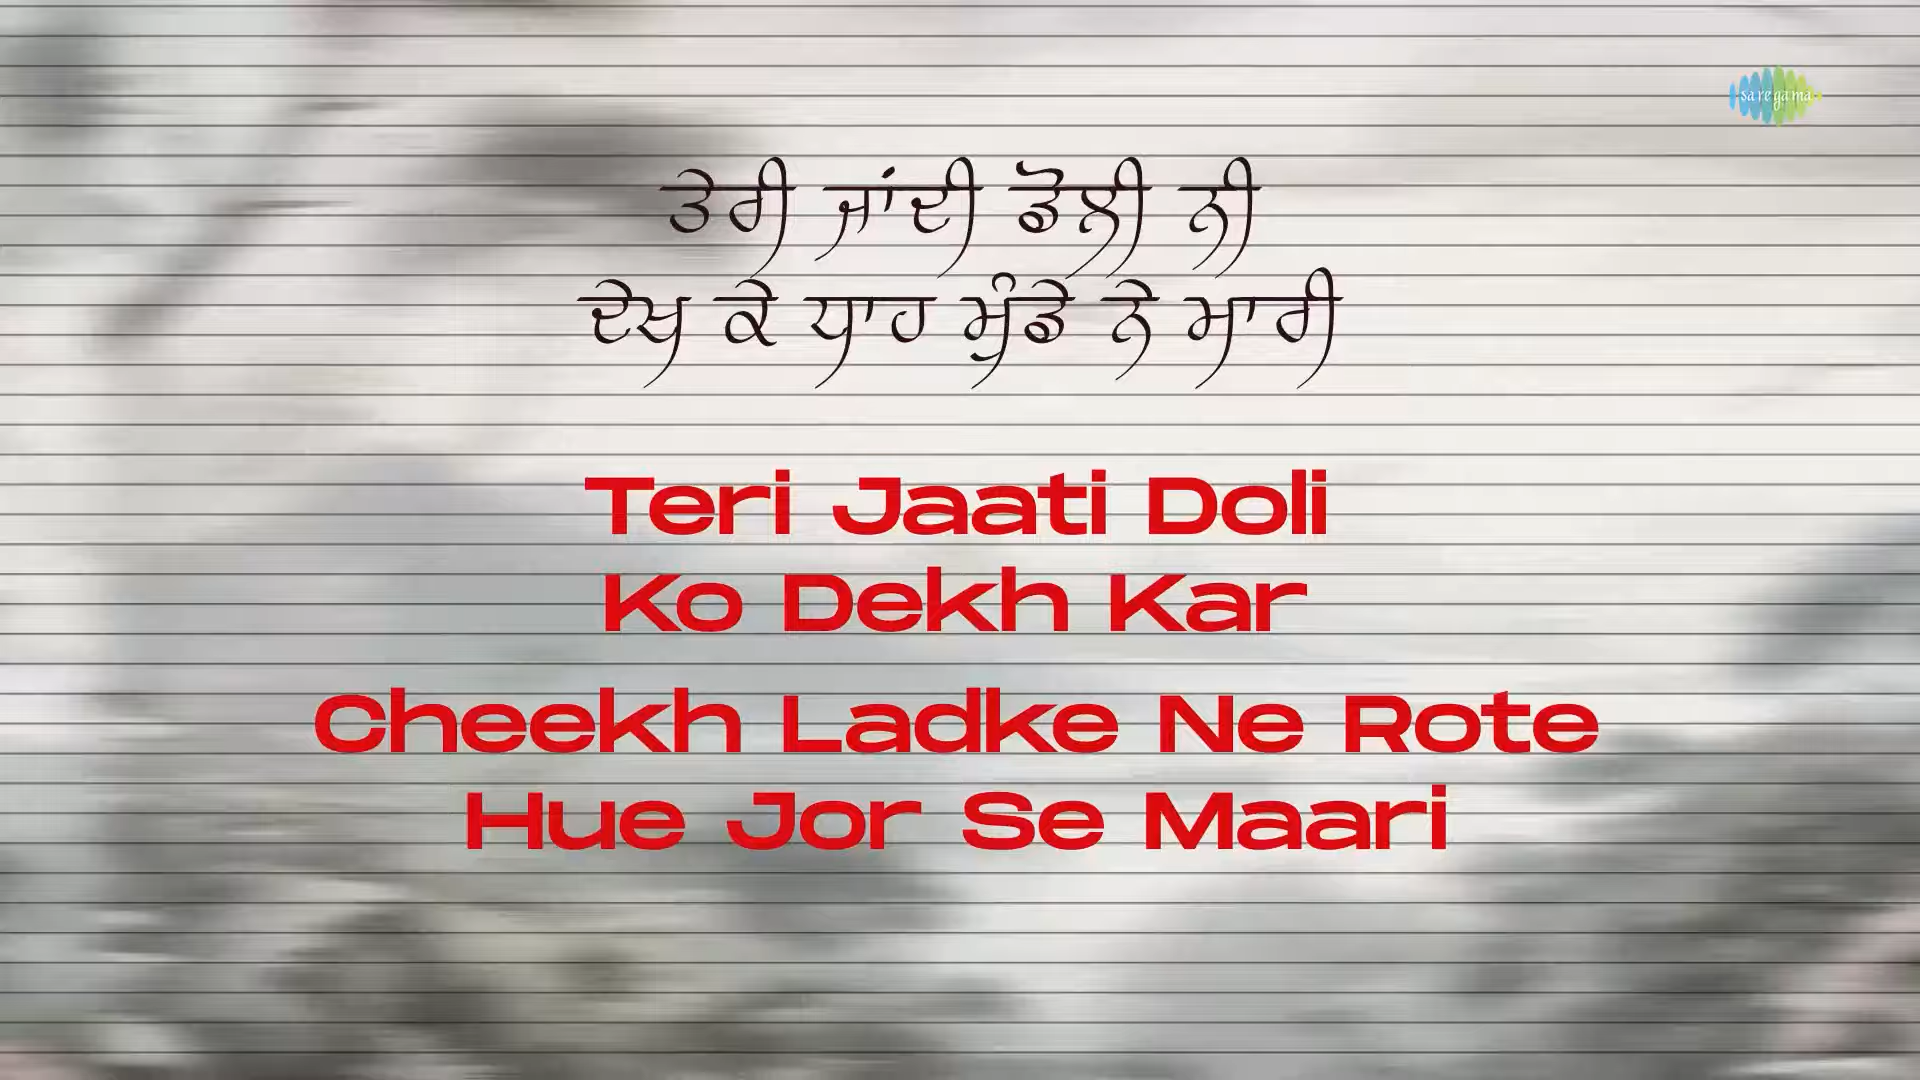 saregama
ਤੇਰੀ ਜਾਂਦੀ ਡੋਲੀ ਨੀ
ਦੇਖ ਕੇ ਧਾਹ ਮੁੰਡੇ ਨੇ ਮਾਰੀ
Teri Jaati Doli
Ko Dekh Kar
Cheekh Ladke Ne Rote
Hue Jor Se Maari